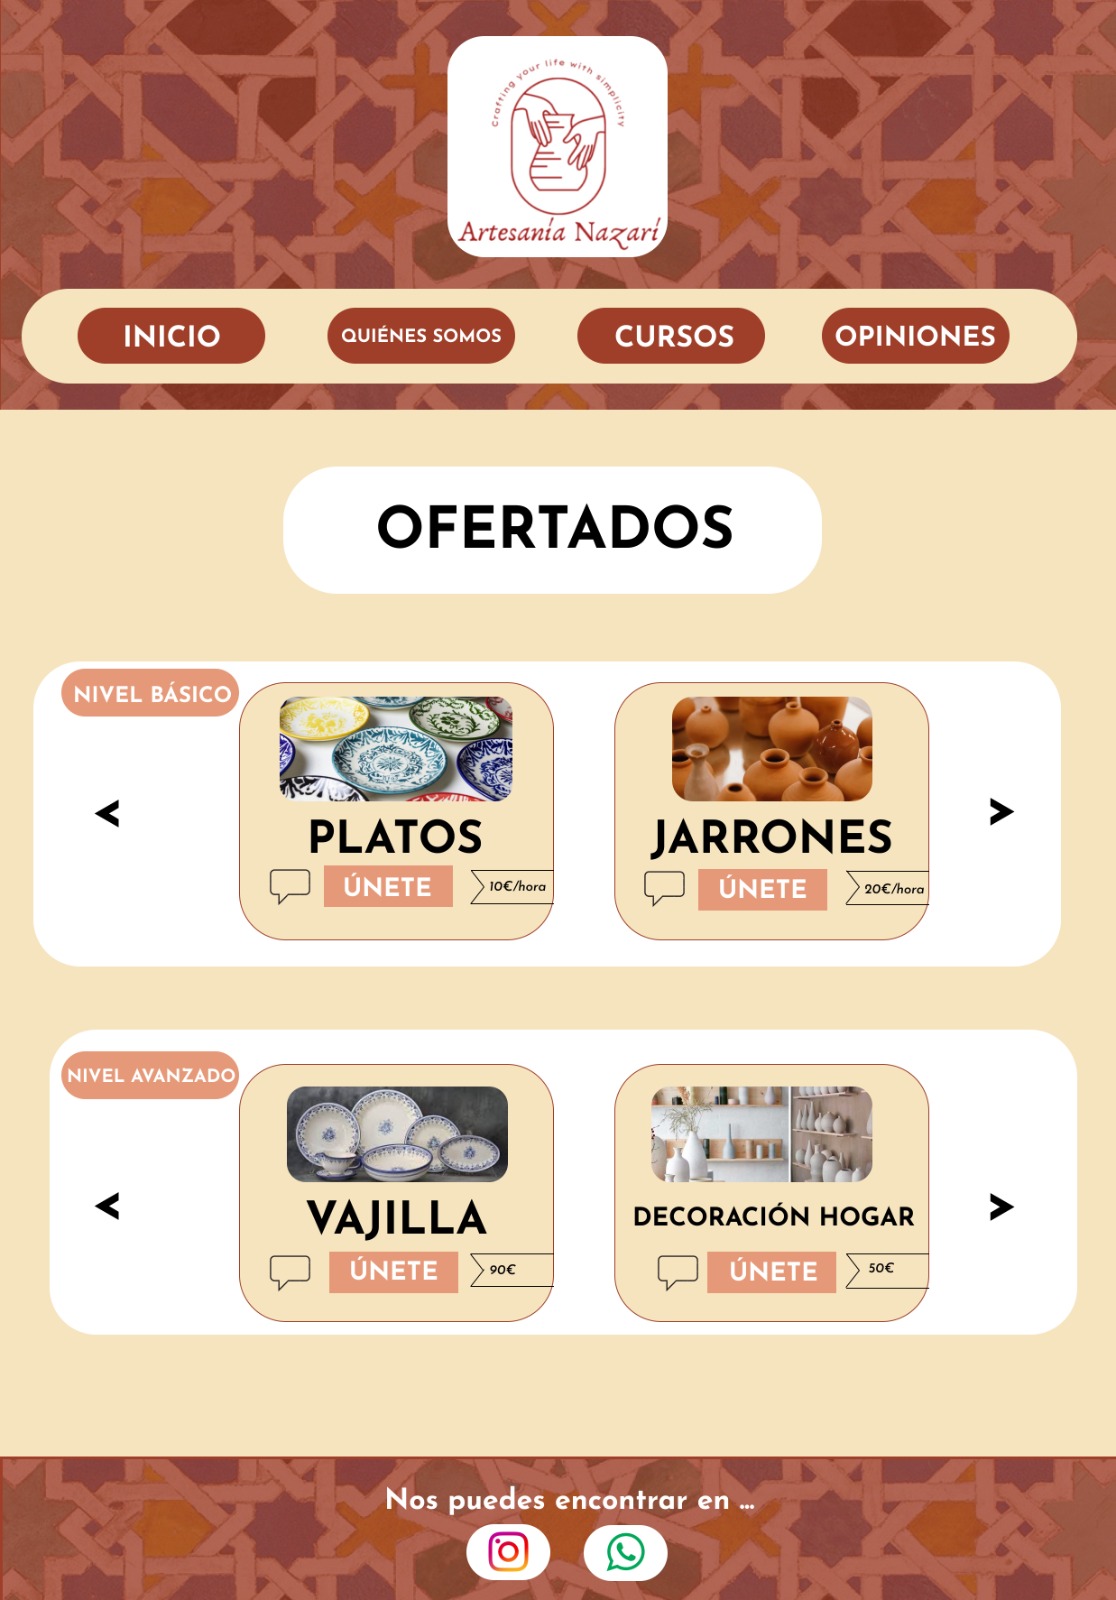 Crafting your life with simplicity
Artesanía Nazarí
INICIO
QUIÉNES SOMOS
CURSOS
OPINIONES
OFERTADOS
NIVEL BÁSICO
<
>
PLATOS
JARRONES
ÚNETE
10€/hora
ÚNETE
20€/hora
NIVEL AVANZADO
<
>
VAJILLA
DECORACIÓN HOGAR
ÚNETE
90€
ÚNETE
50€
Nos puedes encontrar en ...